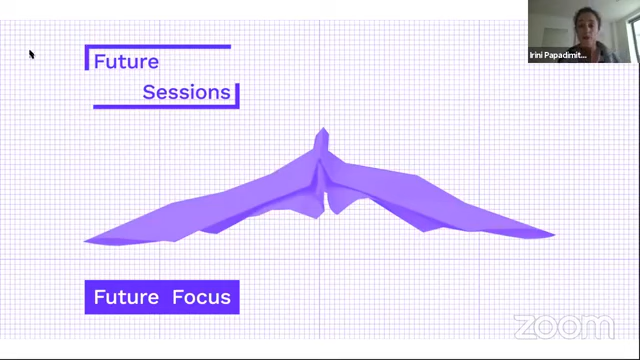 Future
Sessions
Irini Papadimit...
Future Focus
zoom